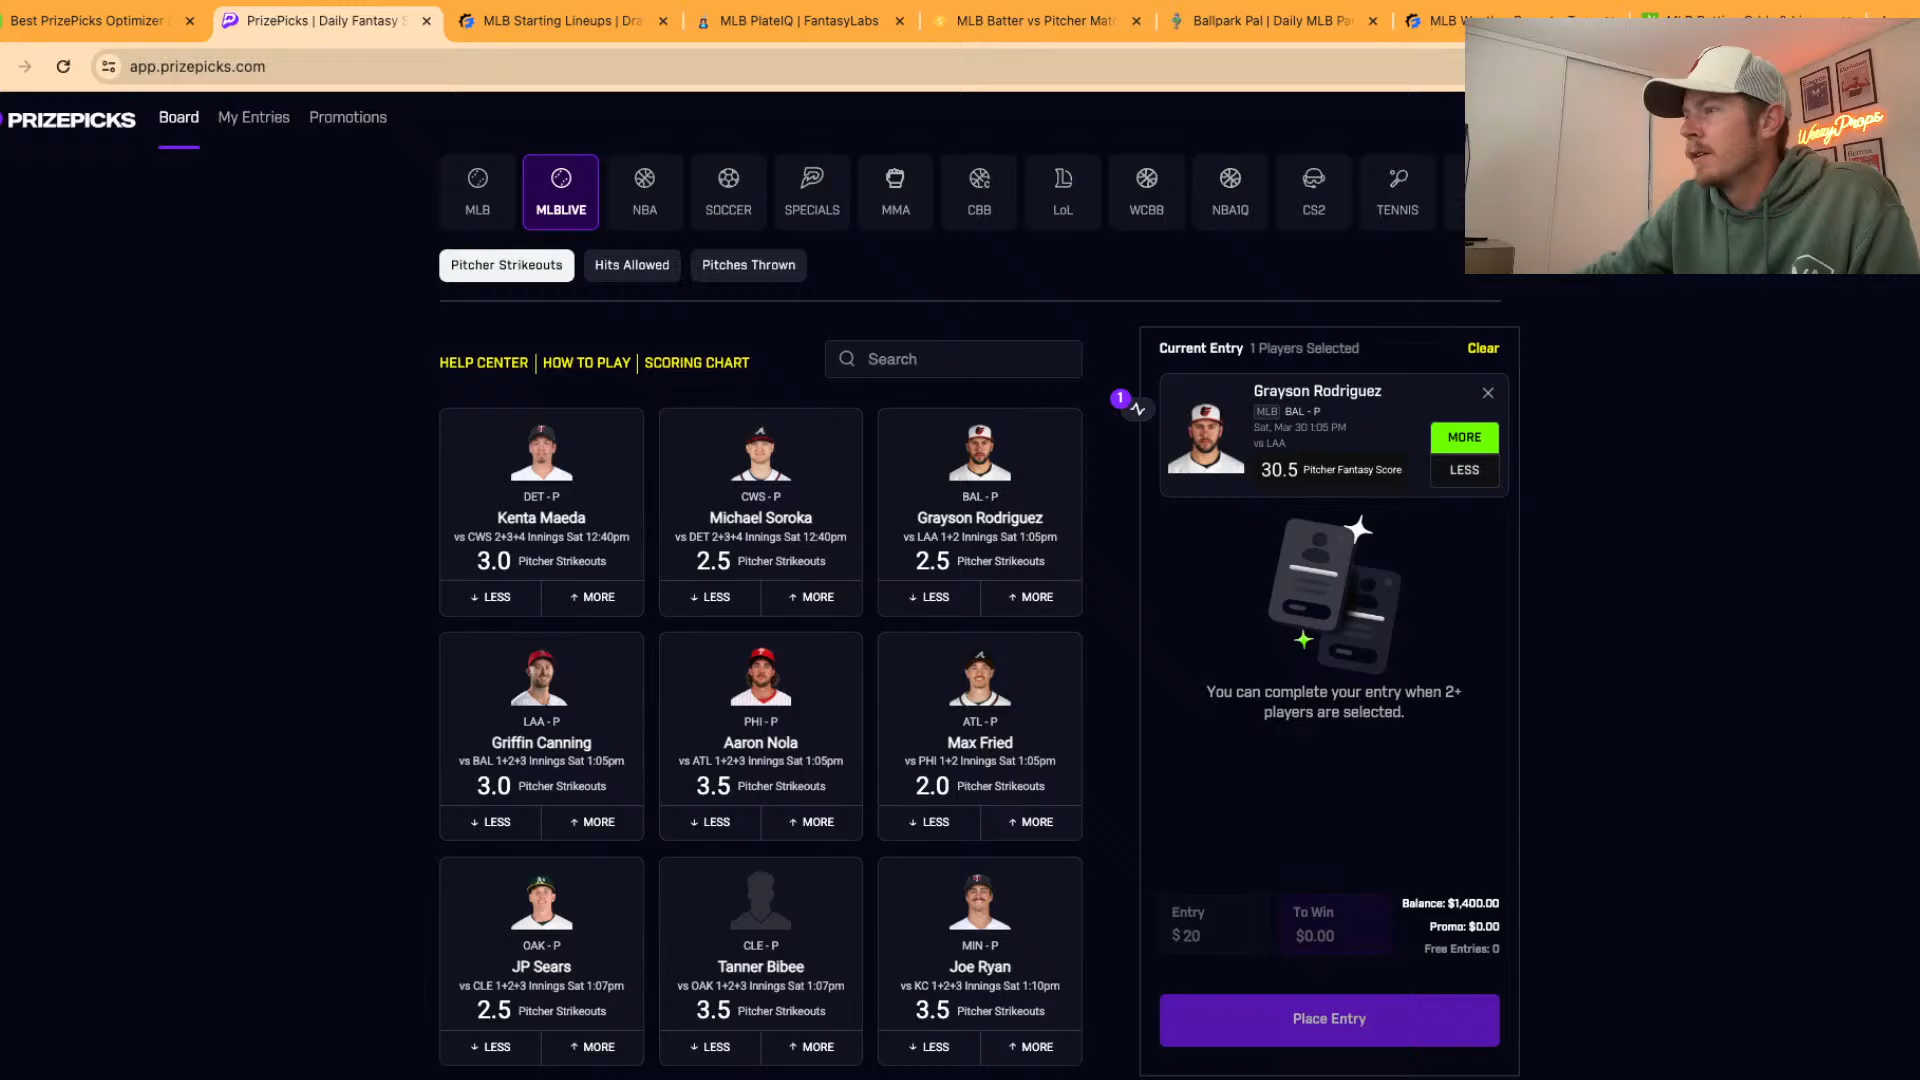 Best PrizePicks Optimizer
PrizePicks | Daily Fantasy S
MLB Starting Lineups | Dra
MLB PlateIQ | FantasyLabs
MLB Batter vs Pitcher Mat
Ballpark Pal | Daily MLB Pa
app.prizepicks.com
PRIZEPICKS
Board
My Entries
Promotions
MLB
MLBLIVE
NBA
SOCCER
SPECIALS
MMA
CBB
LoL
WCBB
NBA1Q
CS2
TENNIS
WeezyProps
Pitcher Strikeouts
Hits Allowed
Pitches Thrown
HELP CENTER | HOW TO PLAY | SCORING CHART
Search
DET - P
Kenta Maeda
vs CWS 2+3+4 Innings Sat 12:40pm
3.0 Pitcher Strikeouts
↓ LESS ↑ MORE
CWS - P
Michael Soroka
vs DET 2+3+4 Innings Sat 12:40pm
2.5 Pitcher Strikeouts
↓ LESS ↑ MORE
BAL - P
Grayson Rodriguez
vs LAA 1+2 Innings Sat 1:05pm
2.5 Pitcher Strikeouts
↓ LESS ↑ MORE
LAA - P
Griffin Canning
vs BAL 1+2+3 Innings Sat 1:05pm
3.0 Pitcher Strikeouts
↓ LESS ↑ MORE
PHI - P
Aaron Nola
vs ATL 1+2+3 Innings Sat 1:05pm
3.5 Pitcher Strikeouts
↓ LESS ↑ MORE
ATL - P
Max Fried
vs PHI 1+2 Innings Sat 1:05pm
2.0 Pitcher Strikeouts
↓ LESS ↑ MORE
OAK - P
JP Sears
vs CLE 1+2+3 Innings Sat 1:07pm
2.5 Pitcher Strikeouts
↓ LESS ↑ MORE
CLE - P
Tanner Bibee
vs OAK 1+2+3 Innings Sat 1:07pm
3.5 Pitcher Strikeouts
↓ LESS ↑ MORE
MIN - P
Joe Ryan
vs KC 1+2+3 Innings Sat 1:10pm
3.5 Pitcher Strikeouts
↓ LESS ↑ MORE
Current Entry 1 Players Selected
Clear
1
Grayson Rodriguez
MLB BAL - P
Sat, Mar 30 1:05 PM
vs LAA
30.5 Pitcher Fantasy Score
MORE
LESS
You can complete your entry when 2+
players are selected.
Entry
$ 20
To Win
$0.00
Balance: $1,400.00
Promo: $0.00
Free Entries: 0
Place Entry